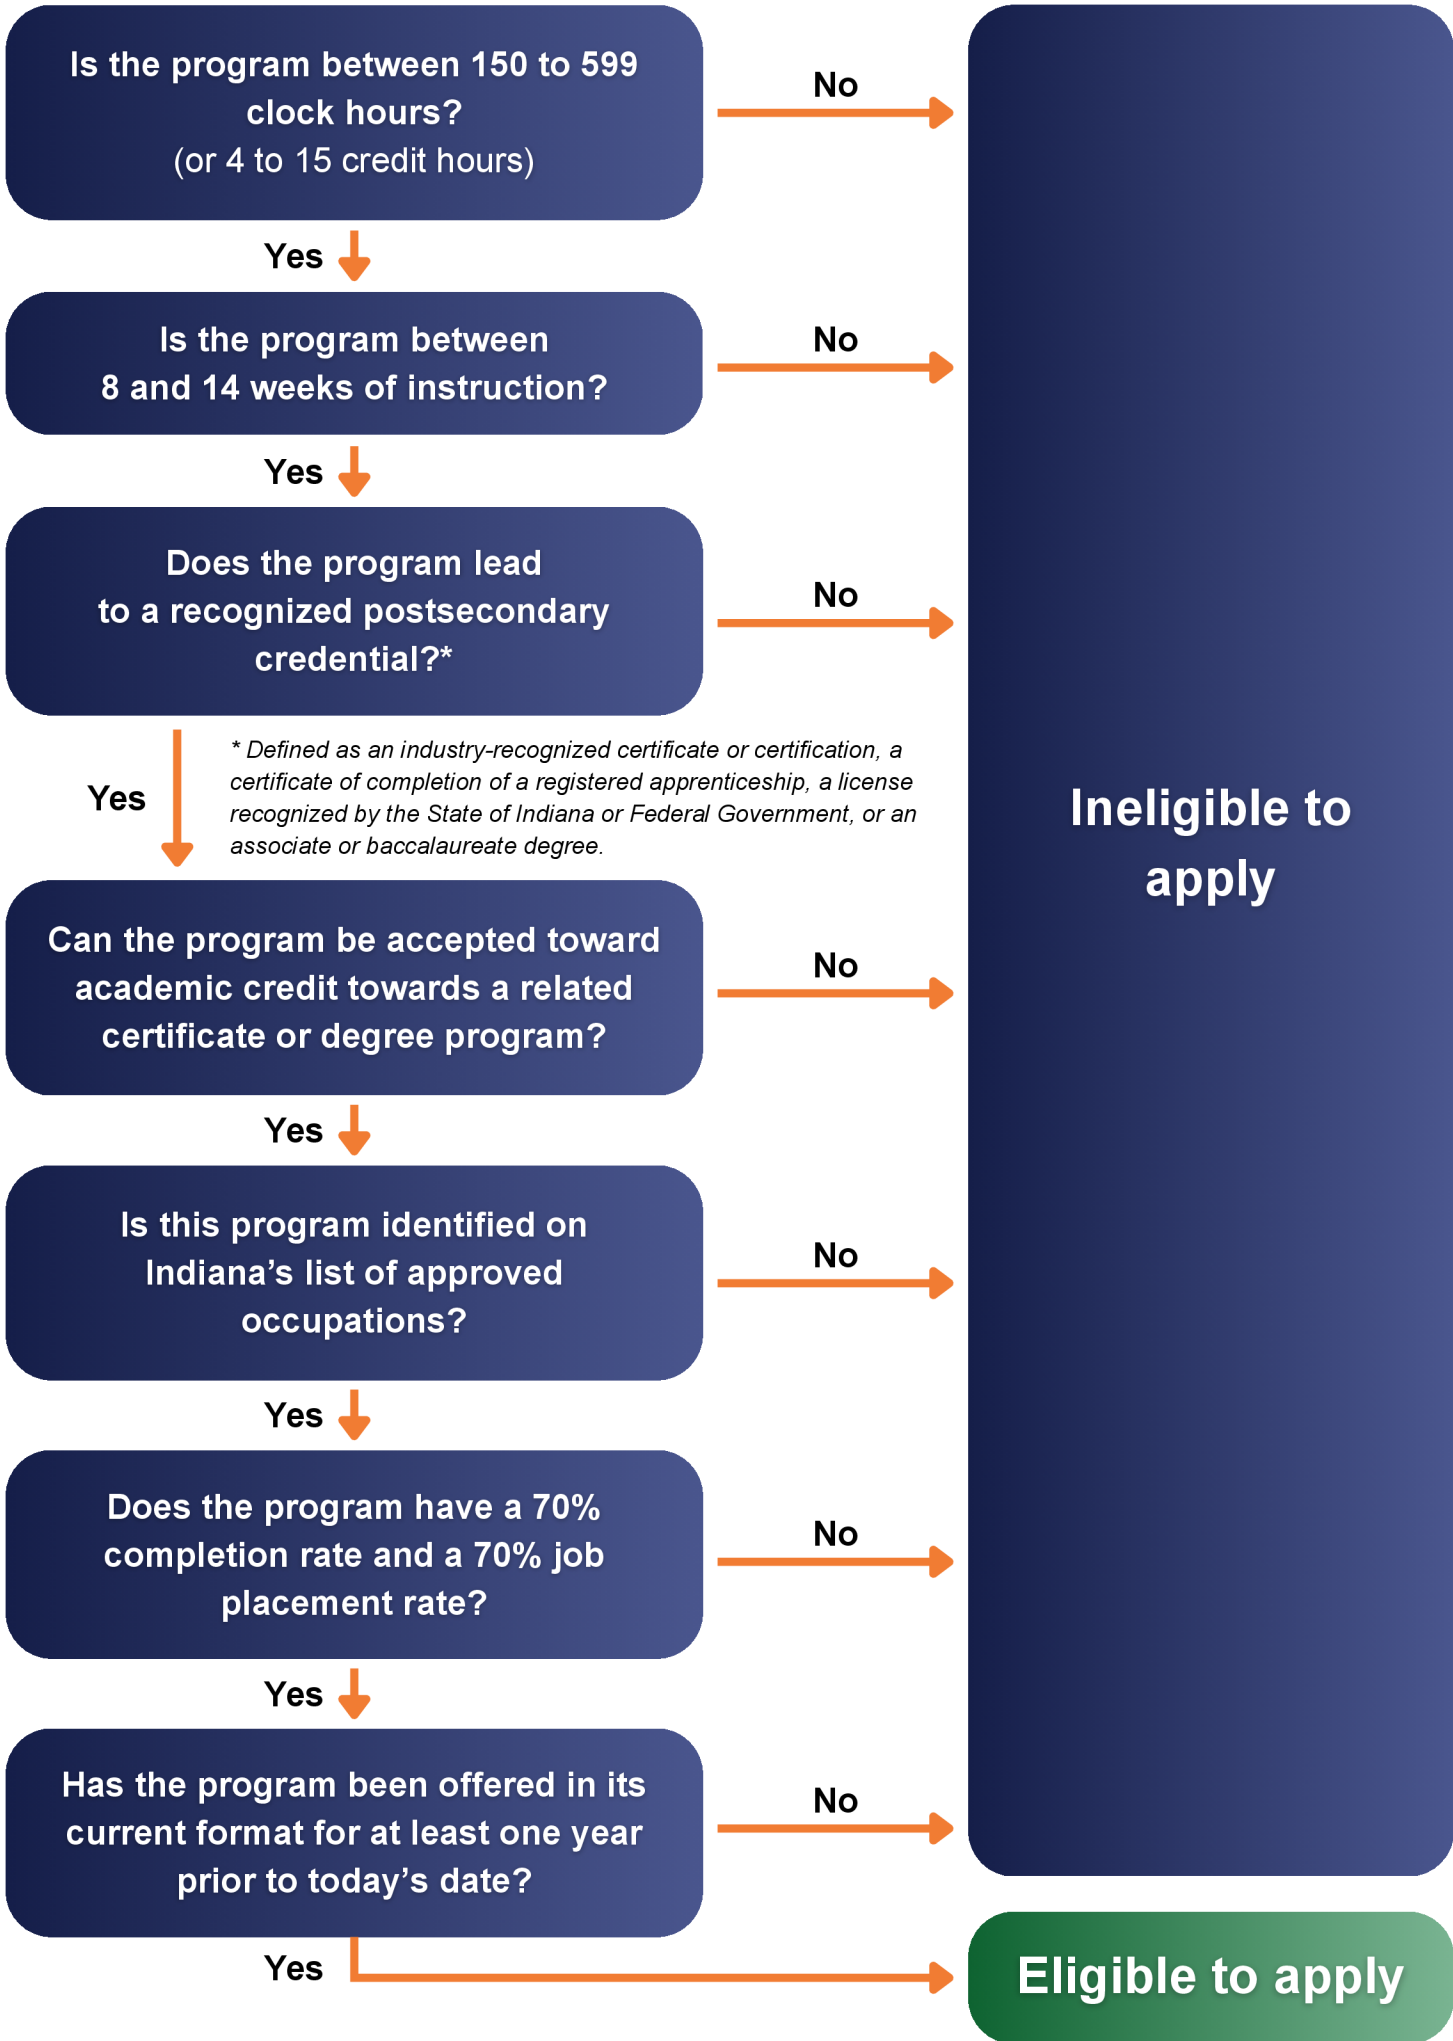 Is the program between 150 to 599
clock hours?
(or 4 to 15 credit hours)
No
Yes
Is the program between
8 and 14 weeks of instruction?
No
Yes
Does the program lead
to a recognized postsecondary
credential?*
No
Yes
* Defined as an industry-recognized certificate or certification, a
certificate of completion of a registered apprenticeship, a license
recognized by the State of Indiana or Federal Government, or an
associate or baccalaureate degree.
Can the program be accepted toward
academic credit towards a related
certificate or degree program?
No
Yes
Is this program identified on
Indiana’s list of approved
occupations?
No
Yes
Does the program have a 70%
completion rate and a 70% job
placement rate?
No
Yes
Has the program been offered in its
current format for at least one year
prior to today’s date?
No
Yes
Ineligible to
apply
Eligible to apply